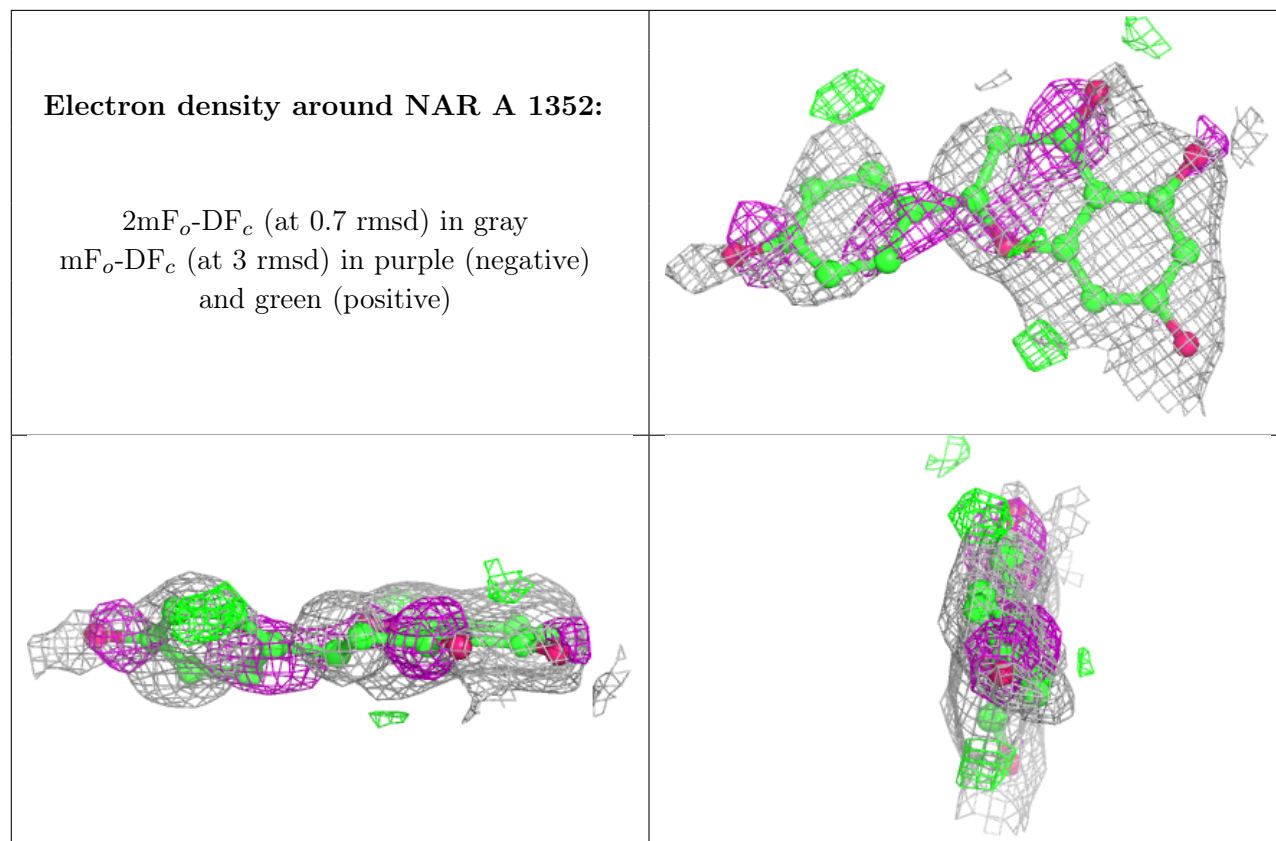 Electron density around NAR A 1352:
2mFₒ-DF𝒸 (at 0.7 rmsd) in gray
mFₒ-DF𝒸 (at 3 rmsd) in purple (negative)
and green (positive)